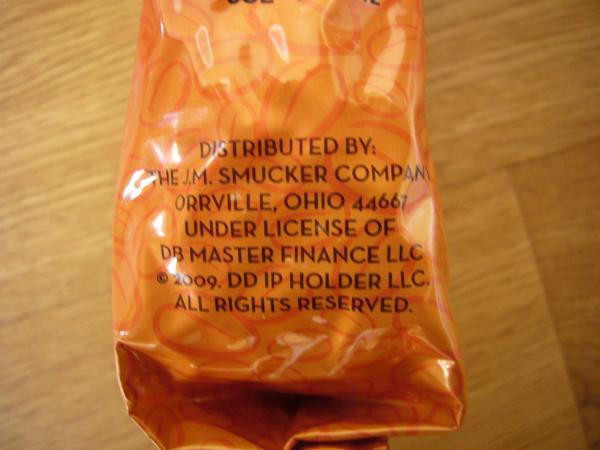 DISTRIBUTED BY:
THE J.M. SMUCKER COMPANY
ORRVILLE, OHIO 44667
UNDER LICENSE OF
DB MASTER FINANCE LLC
© 2009. DD IP HOLDER LLC.
ALL RIGHTS RESERVED.